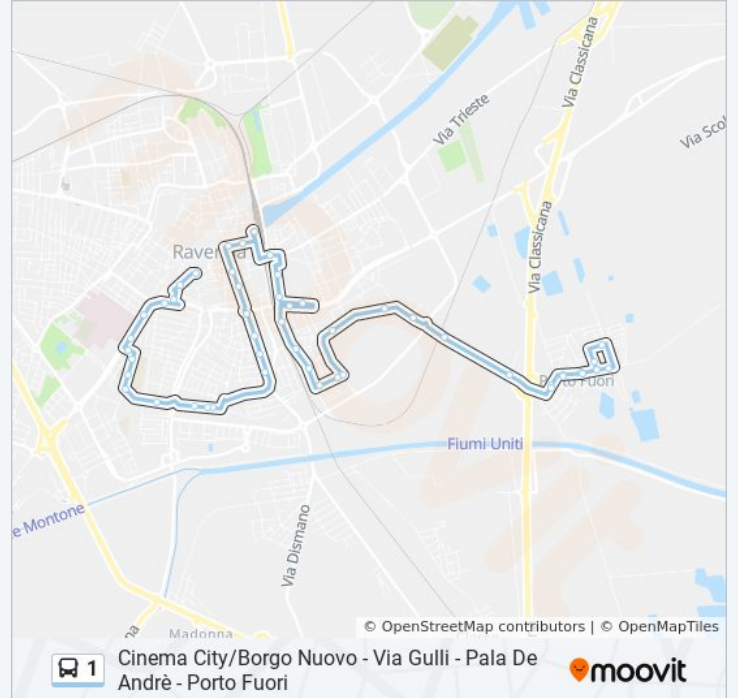 Via Classicana
Via Trieste
Via Scol
Raven a
Via Classicana
Porto Fuori
Fiumi Uniti
e Montone
Via Dismano
Madonna
© OpenStreetMap contributors | © OpenMapTiles
1
Cinema City/Borgo Nuovo - Via Gulli - Pala De
Andrè - Porto Fuori
moovit